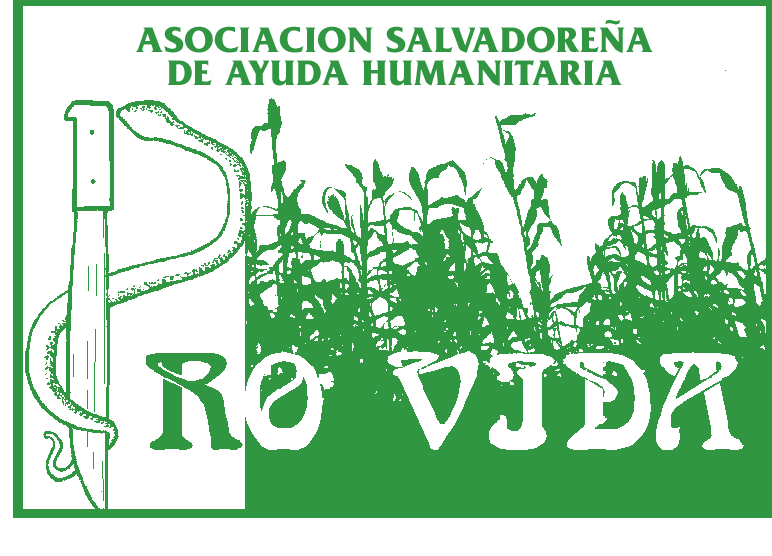 ASOCIACION SALVADOREÑA
DE AYUDA HUMANITARIA
PRO VIDA